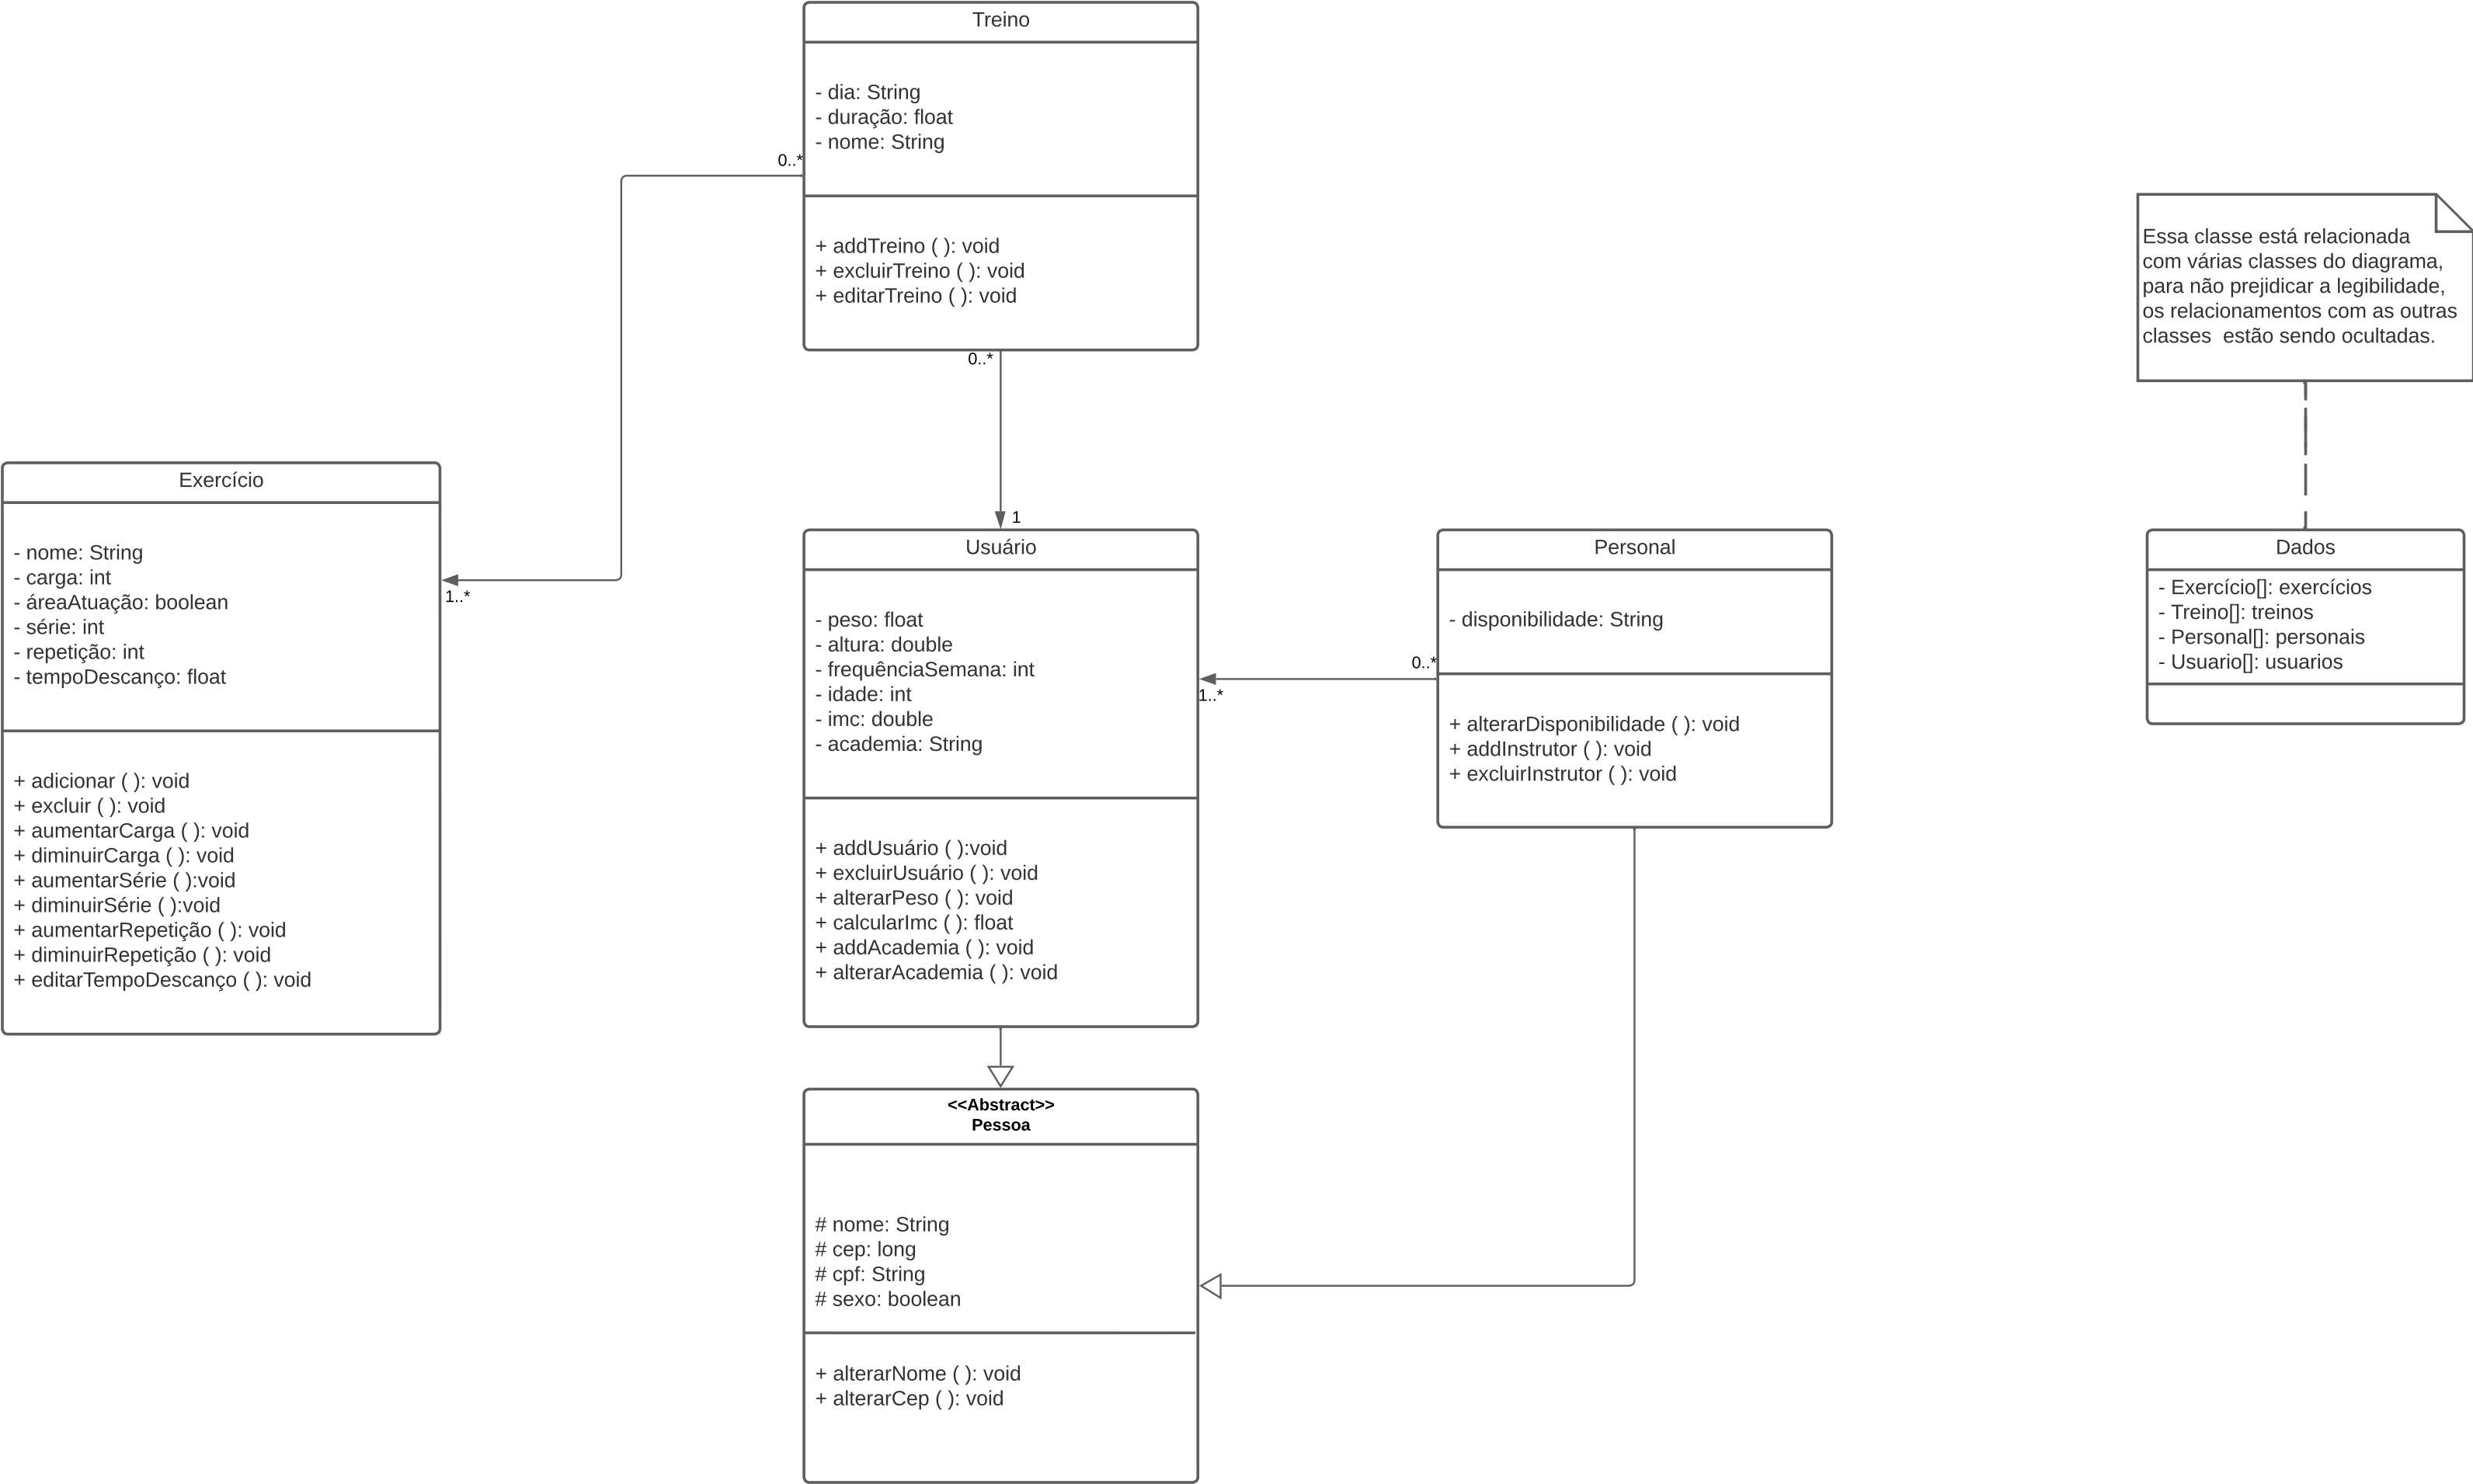 Treino
- dia: String
- duração: float
- nome: String
+ addTreino ( ): void
+ excluirTreino ( ): void
+ editarTreino ( ): void
0..*
0..*
1
Essa classe está relacionada
com várias classes do diagrama,
para não prejidicar a legibilidade,
os relacionamentos com as outras
classes  estão sendo ocultadas.
Exercício
- nome: String
- carga: int
- áreaAtuação: boolean
- série: int
- repetição: int
- tempoDescanço: float
+ adicionar ( ): void
+ excluir ( ): void
+ aumentarCarga ( ): void
+ diminuirCarga ( ): void
+ aumentarSérie ( ):void
+ diminuirSérie ( ):void
+ aumentarRepetição ( ): void
+ diminuirRepetição ( ): void
+ editarTempoDescanço ( ): void
1..*
Usuário
- peso: float
- altura: double
- frequênciaSemana: int
- idade: int
- imc: double
- academia: String
+ addUsuário ( ):void
+ excluirUsuário ( ): void
+ alterarPeso ( ): void
+ calcularImc ( ): float
+ addAcademia ( ): void
+ alterarAcademia ( ): void
1..*
0..*
Personal
- disponibilidade: String
+ alterarDisponibilidade ( ): void
+ addInstrutor ( ): void
+ excluirInstrutor ( ): void
Dados
- Exercício[]: exercícios
- Treino[]: treinos
- Personal[]: personais
- Usuario[]: usuarios
<<Abstract>>
Pessoa
# nome: String
# cep: long
# cpf: String
# sexo: boolean
+ alterarNome ( ): void
+ alterarCep ( ): void